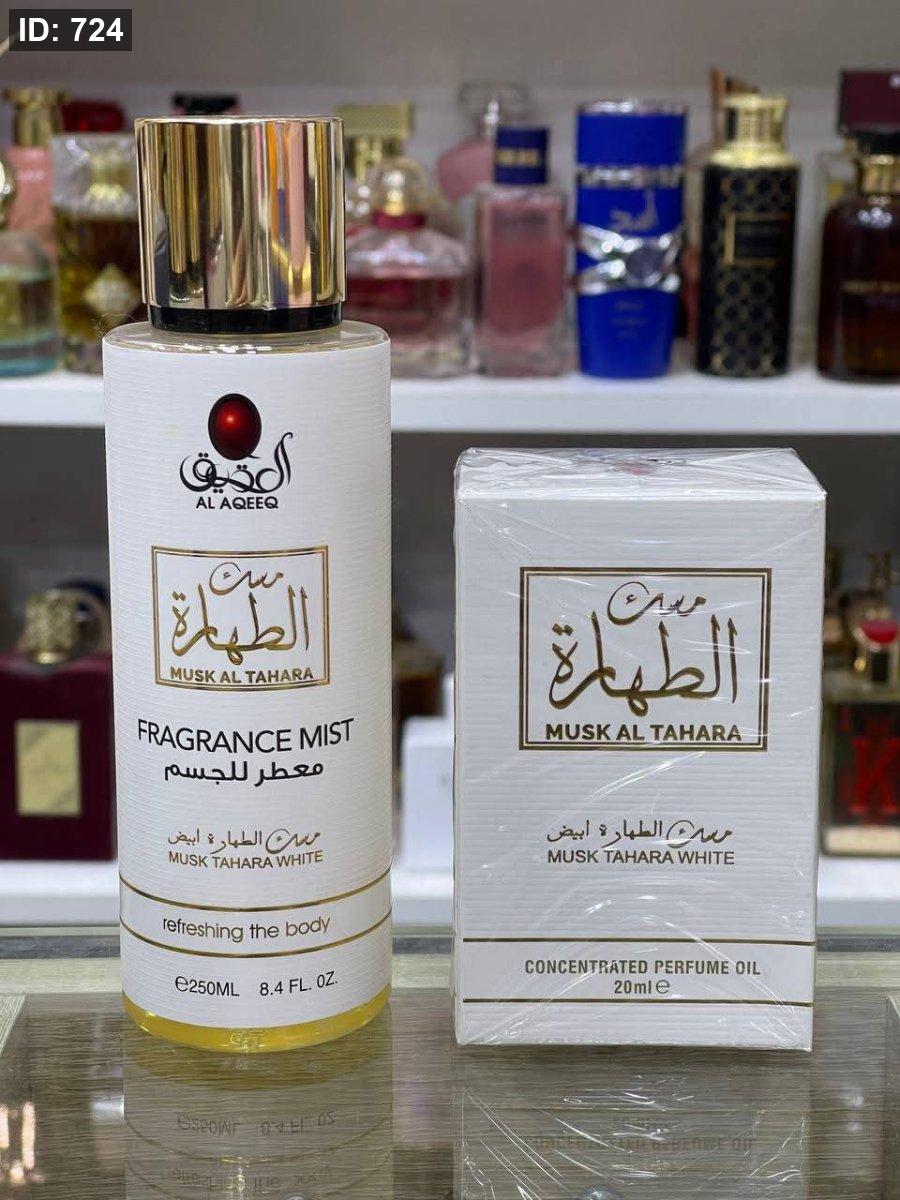 ID: 724
العقيق
AL AQEEQ
مسك
الطهارة
MUSK AL TAHARA
FRAGRANCE MIST
معطر للجسم
مسك الطهارة ابيض
MUSK TAHARA WHITE
refreshing the body
℮250ML 8.4 FL. OZ.
مسك
الطهارة
MUSK AL TAHARA
مسك الطهارة ابيض
MUSK TAHARA WHITE
CONCENTRATED PERFUME OIL
20ml ℮